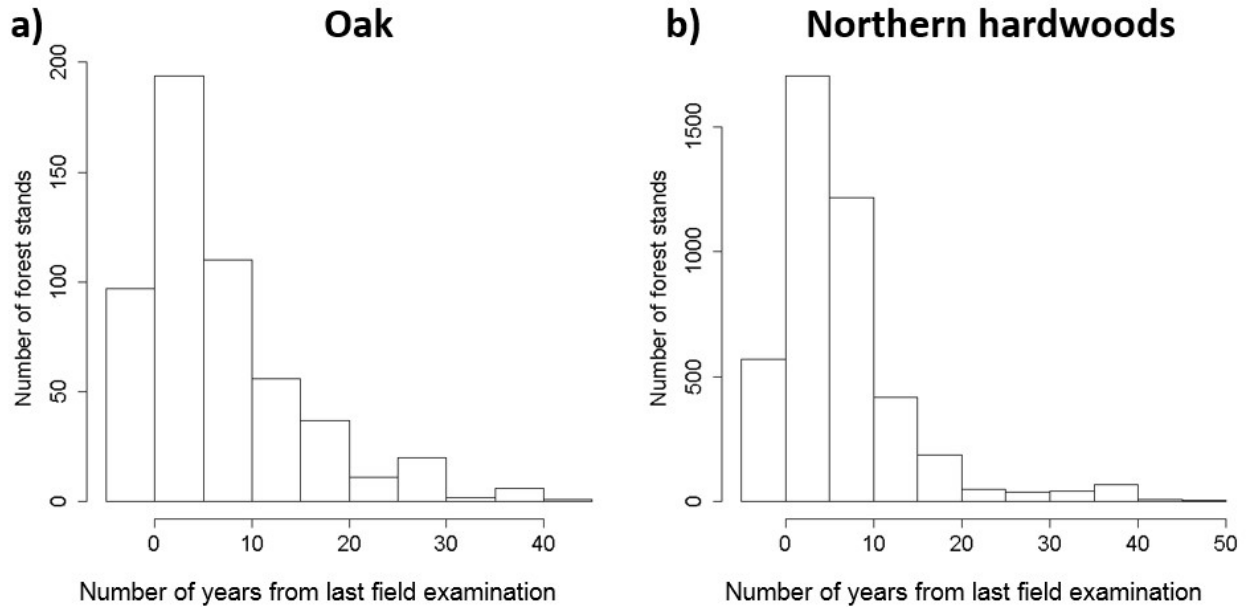 a) Oak
200
150
100
50
0
Number of forest stands
0 10 20 30 40
Number of years from last field examination
b) Northern hardwoods
1500
1000
500
0
Number of forest stands
0 10 20 30 40 50
Number of years from last field examination